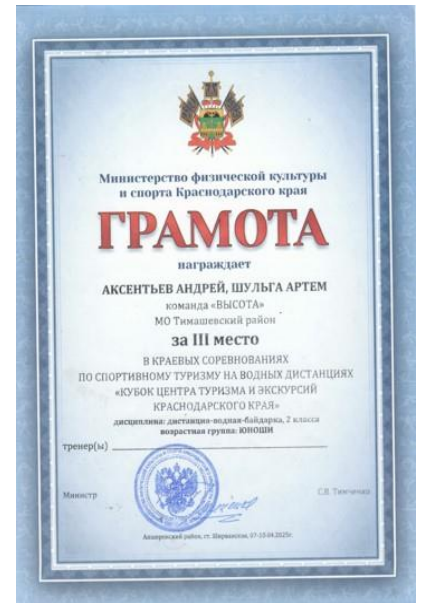 Министерство физической культуры
и спорта Краснодарского края
ГРАМОТА
награждает
АКСЕНТЬЕВ АНДРЕЙ, ШУЛЬГА АРТЕМ
команда «ВЫСОТА»
МО Тимашевский район
за III место
В КРАЕВЫХ СОРЕВНОВАНИЯХ
ПО СПОРТИВНОМУ ТУРИЗМУ НА ВОДНЫХ ДИСТАНЦИЯХ
«КУБОК ЦЕНТРА ТУРИЗМА И ЭКСКУРСИЙ
КРАСНОДАРСКОГО КРАЯ»
дисциплина: дистанция-водная-байдарка, 2 класса
возрастная группа: ЮНОШИ
тренер(ы)
Министр
С.В. Тимченко
Апшеронский район, ст. Ширванская, 07-10.04.2025г.